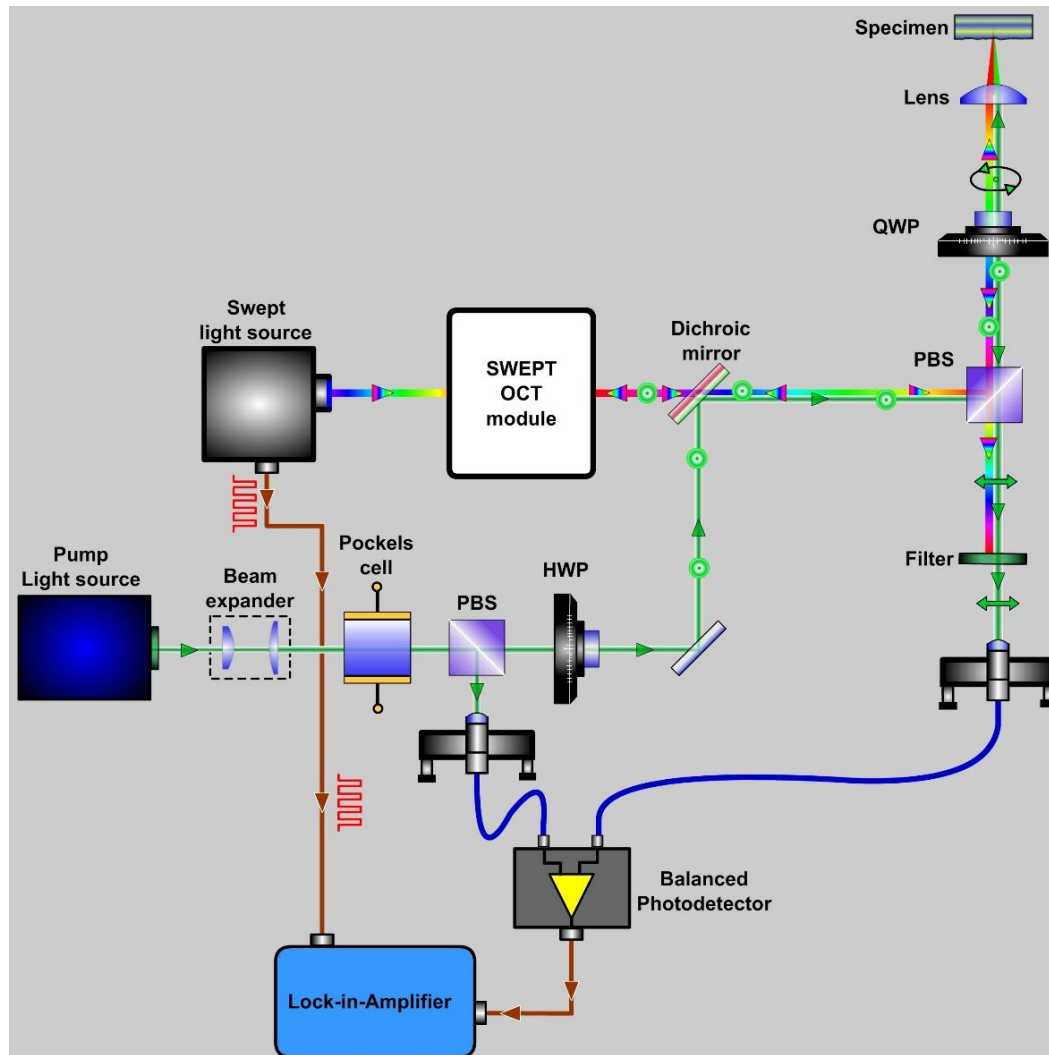 Specimen
Lens
QWP
Swept
light source
SWEPT
OCT
module
Dichroic
mirror
PBS
Pump
Light source
Beam
expander
Pockels
cell
PBS
HWP
Filter
Balanced
Photodetector
Lock-in-Amplifier